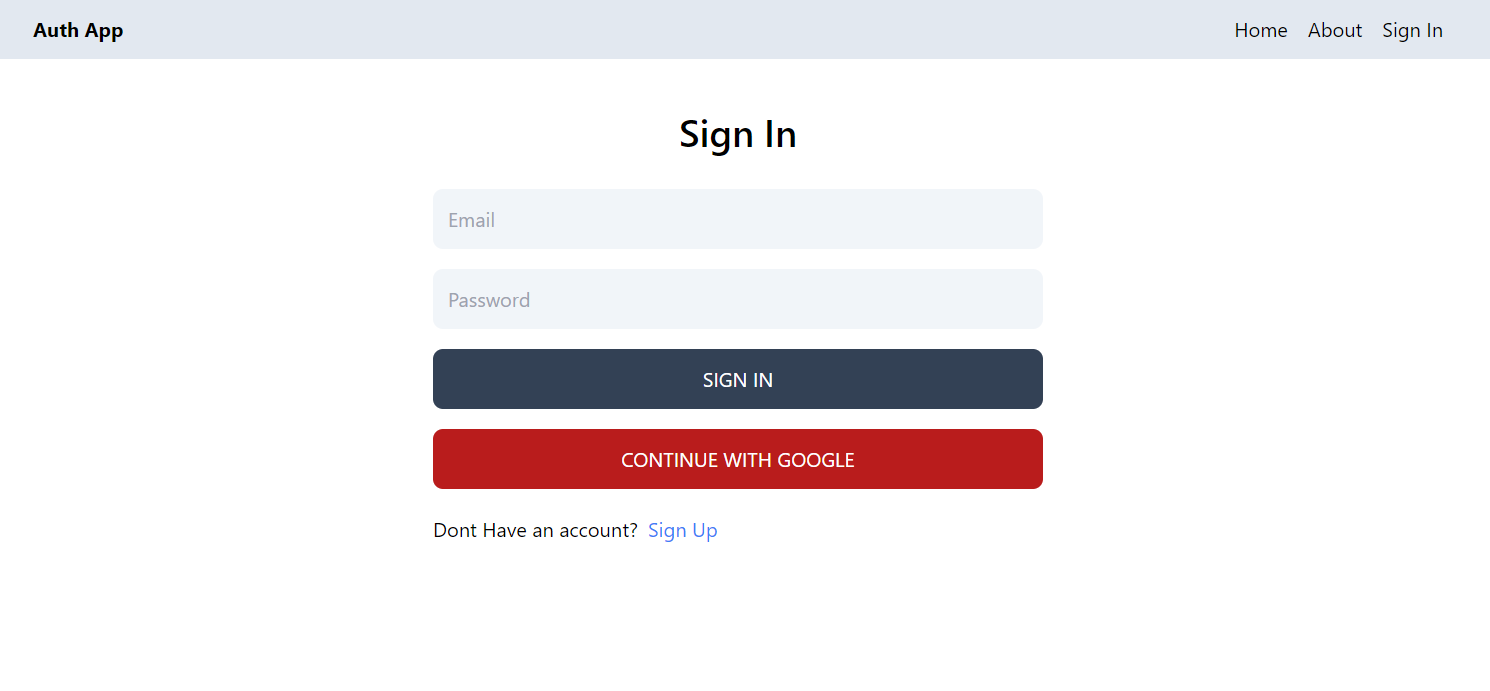 Auth App
Home About Sign In
Sign In
Email
Password
SIGN IN
CONTINUE WITH GOOGLE
Dont Have an account? Sign Up